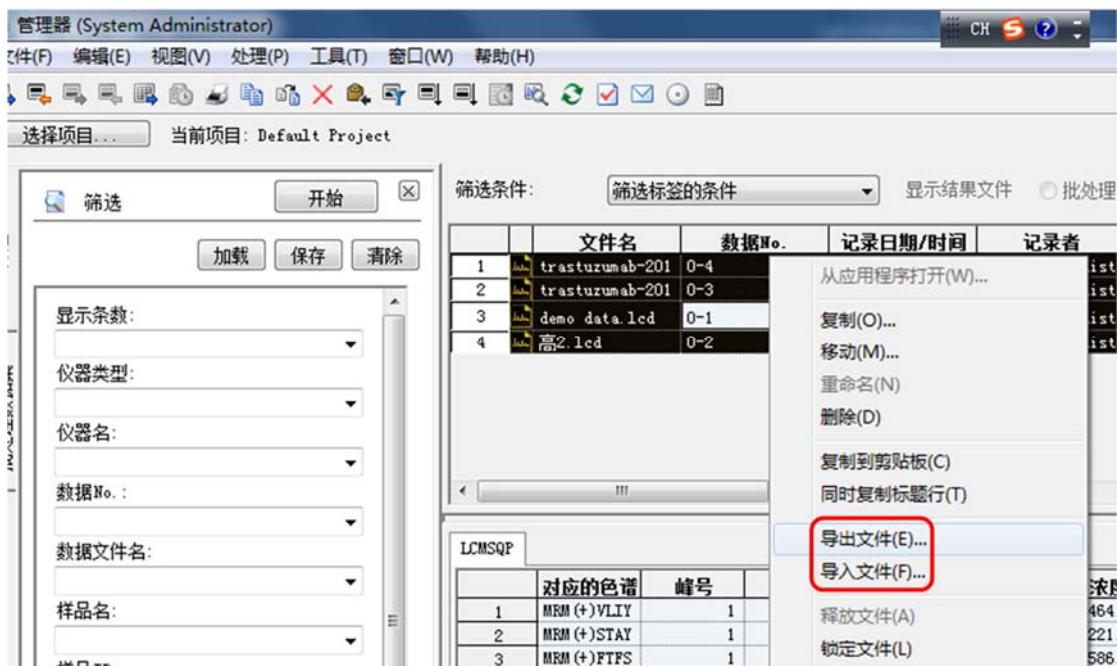 管理器 (System Administrator)
CH
文件(F) 编辑(E) 视图(V) 处理(P) 工具(T) 窗口(W) 帮助(H)
选择项目... 当前项目: Default Project
筛选 开始
加载 保存 清除
显示条数:
仪器类型:
仪器名:
数据No.:
数据文件名:
样品名:
筛选条件: 筛选标签的条件 显示结果文件 批处理
文件名 数据No. 记录日期/时间 记录者
1 trastuzumab-201 0-4 ist
2 trastuzumab-201 0-3 ist
3 demo data.lcd 0-1 ist
4 高2.lcd 0-2 ist
从应用程序打开(W)...
复制(O)...
移动(M)...
重命名(N)
删除(D)
复制到剪贴板(C)
同时复制标题行(T)
导出文件(E)...
导入文件(F)...
释放文件(A)
锁定文件(L)
LCMSQP
对应的色谱 峰号
1 MRM(+)VLIY 1 464.
2 MRM(+)STAY 1 221
3 MRM(+)FTFS 1 586